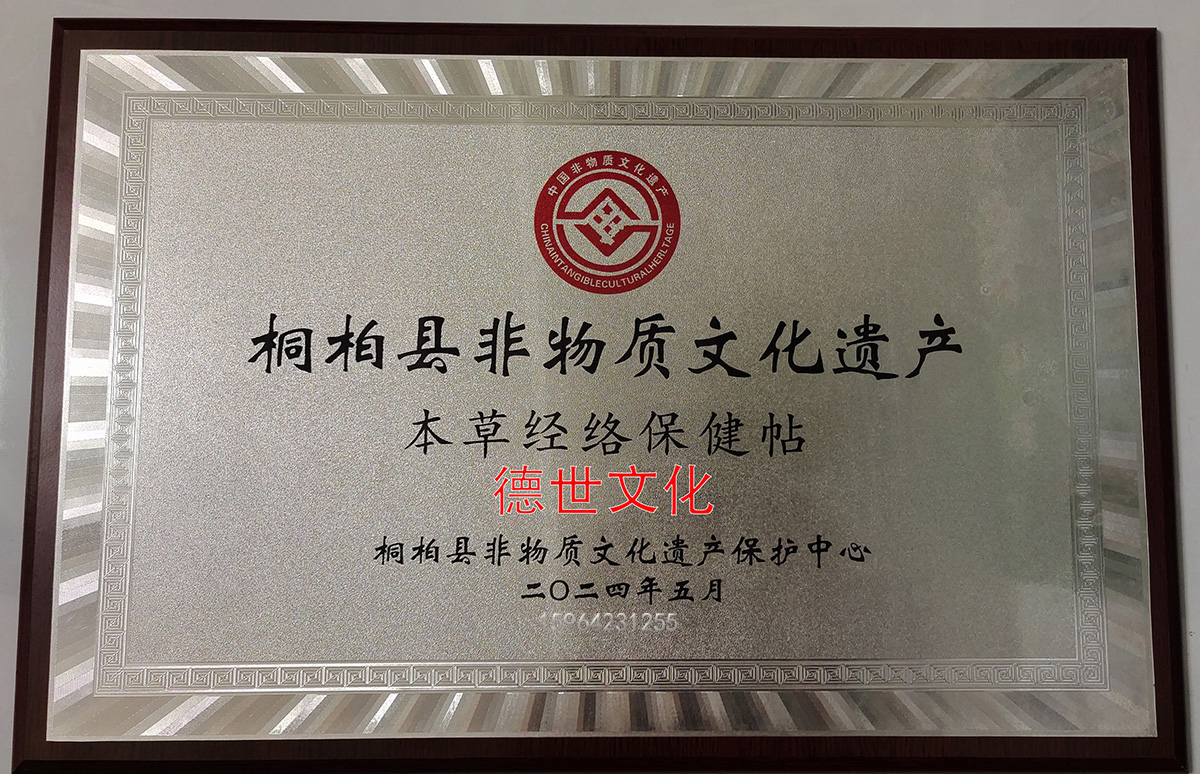 中国非物质文化遗产
CHINAINTANGIBLECULTURALHERLTAGE
桐柏县非物质文化遗产
本草经络保健帖
德世文化
桐柏县非物质文化遗产保护中心
二〇二四年五月
15964231255